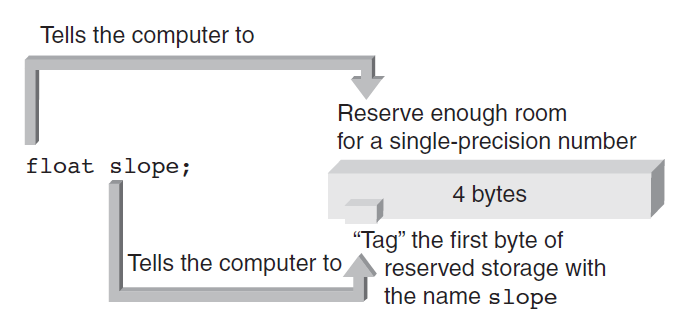 Tells the computer to
Reserve enough room
for a single-precision number
float slope;
4 bytes
“Tag” the first byte of
Tells the computer to
reserved storage with
the name slope